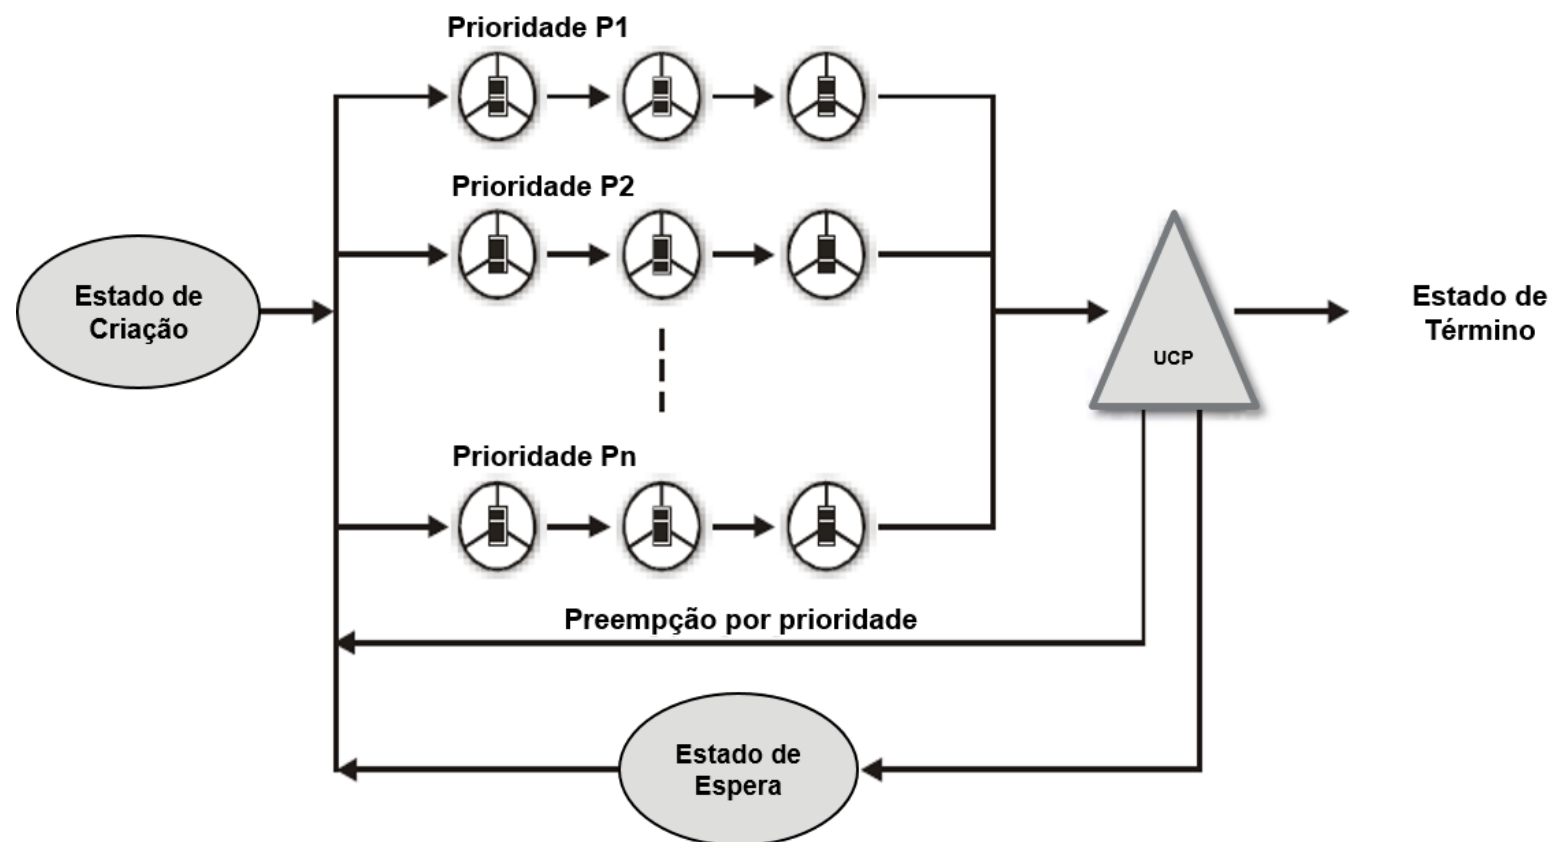 Prioridade P1
Prioridade P2
Estado de
Criação
UCP
Estado de
Término
Prioridade Pn
Preempção por prioridade
Estado de
Espera